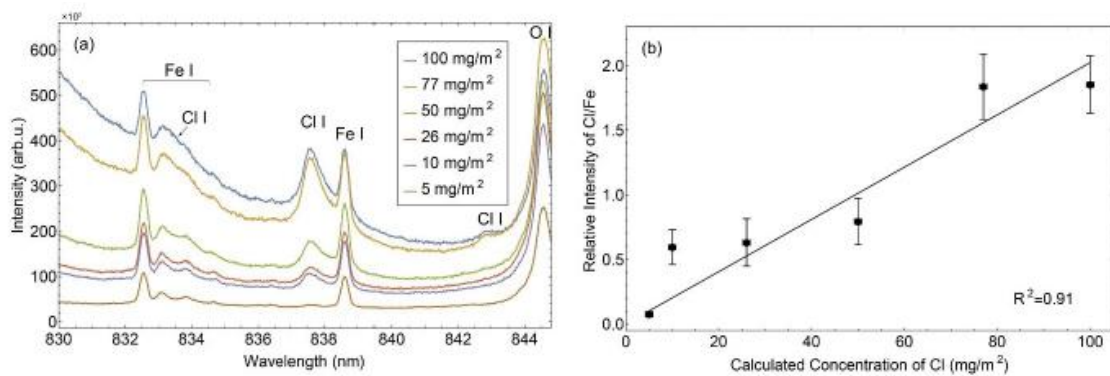 ×10³
(a)
O I
Fe I
Cl I
Cl I
Fe I
Cl I
100 mg/m²
77 mg/m²
50 mg/m²
26 mg/m²
10 mg/m²
5 mg/m²
600
500
400
300
200
100
0
Intensity (arb.u.)
830 832 834 836 838 840 842 844
Wavelength (nm)
(b)
2.0
1.5
1.0
0.5
0.0
Relative Intensity of Cl/Fe
R²=0.91
0 20 40 60 80 100
Calculated Concentration of Cl (mg/m²)